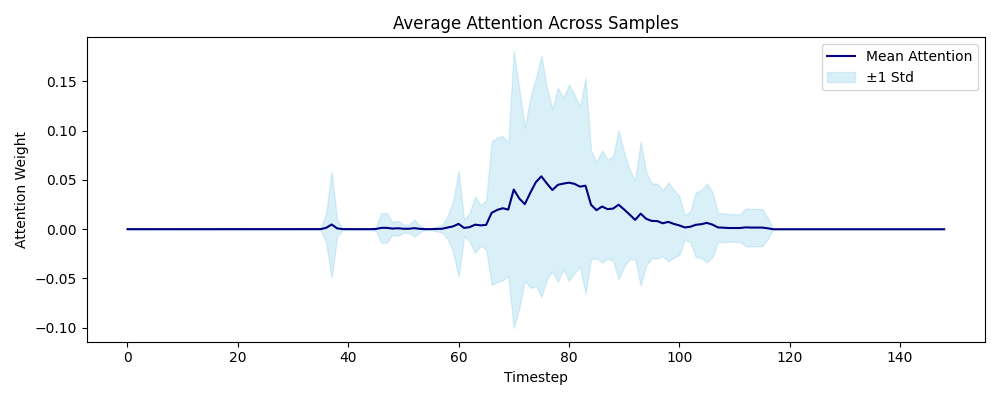 Average Attention Across Samples
Mean Attention
±1 Std
Attention Weight
0.15
0.10
0.05
0.00
−0.05
−0.10
0 20 40 60 80 100 120 140
Timestep